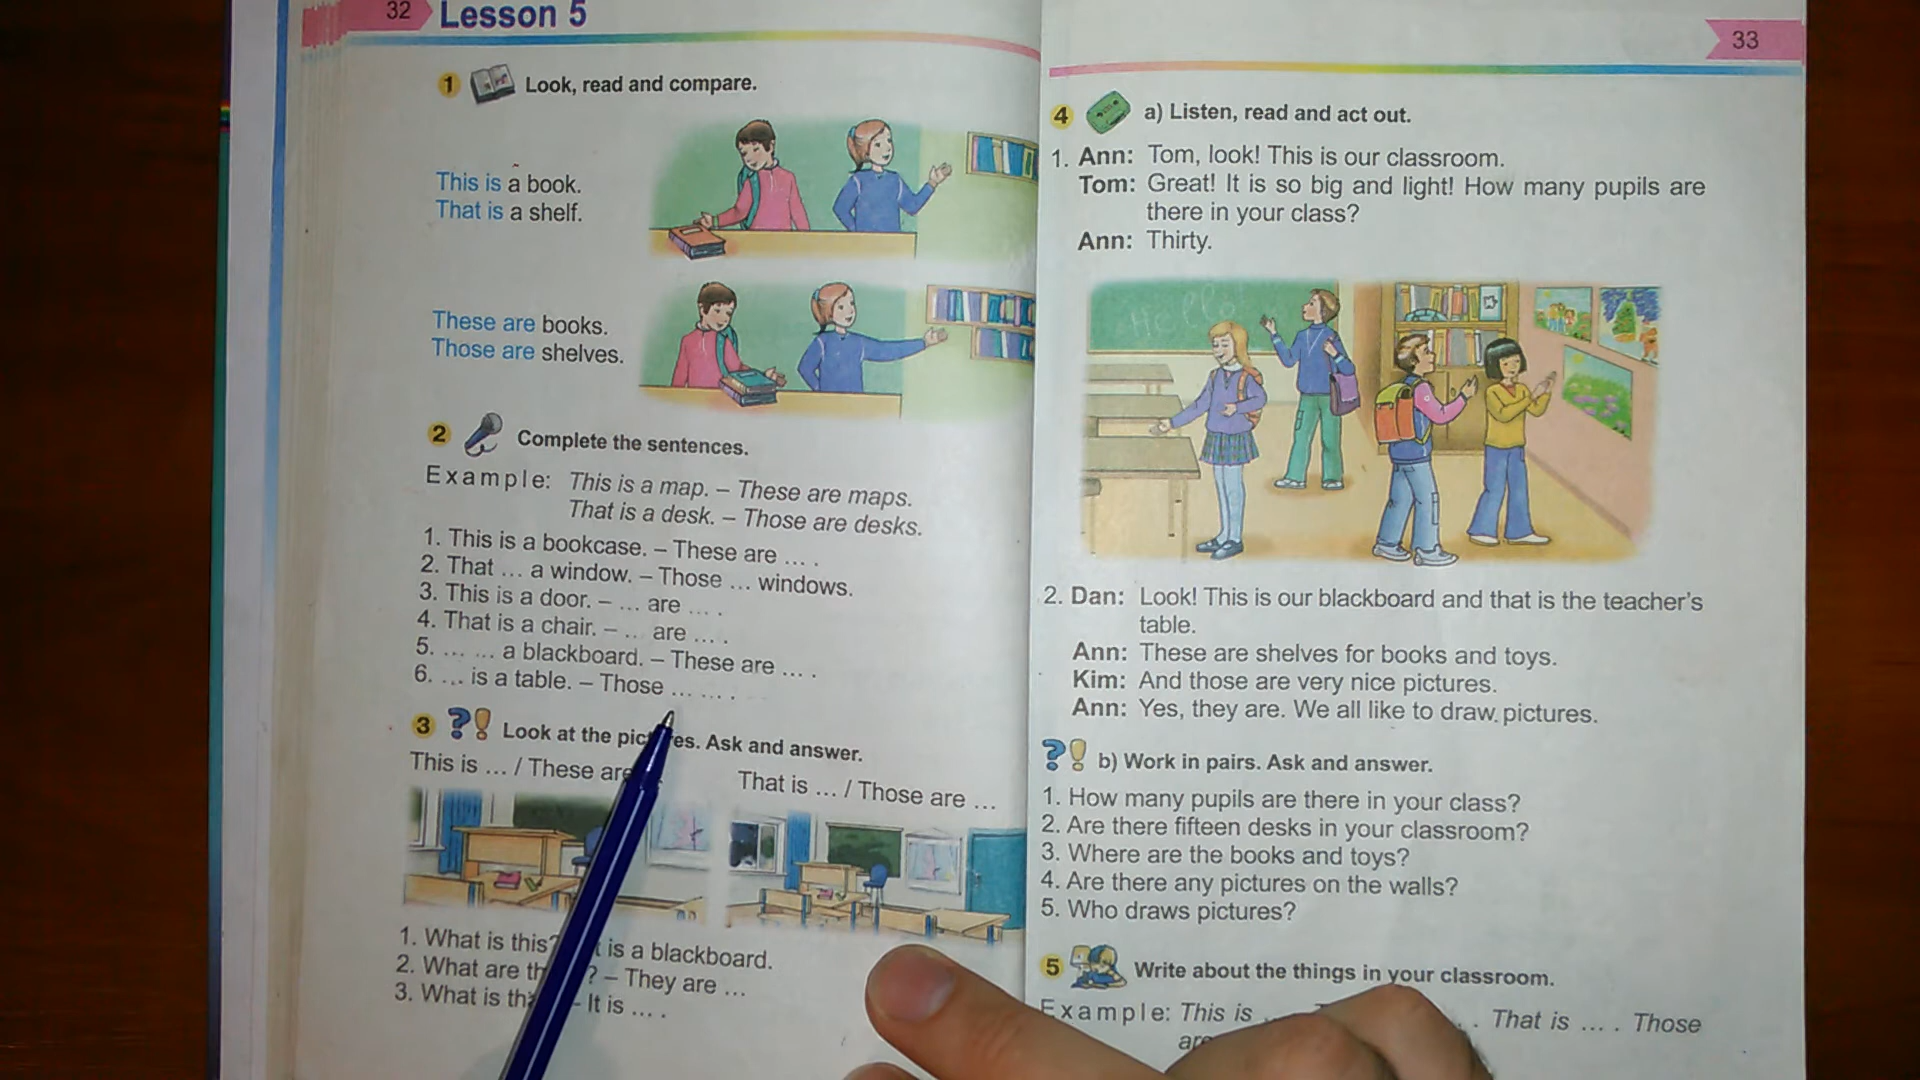 32 Lesson 5
1 Look, read and compare.
This is a book.
That is a shelf.
These are books.
Those are shelves.
2 Complete the sentences.
Example: This is a map. – These are maps.
That is a desk. – Those are desks.
1. This is a bookcase. – These are ... .
2. That ... a window. – Those ... windows.
3. This is a door. – ... are ... .
4. That is a chair. – ... are ... .
5. ... ... a blackboard. – These are ... .
6. ... is a table. – Those ... ... .
3 ?! Look at the pictures. Ask and answer.
This is ... / These are
That is ... / Those are ...
1. What is this? is a blackboard.
2. What are ? – They are ...
3. What is – It is ... .
33
4 a) Listen, read and act out.
1. Ann: Tom, look! This is our classroom.
Tom: Great! It is so big and light! How many pupils are
there in your class?
Ann: Thirty.
Hello
2. Dan: Look! This is our blackboard and that is the teacher's
table.
Ann: These are shelves for books and toys.
Kim: And those are very nice pictures.
Ann: Yes, they are. We all like to draw pictures.
?! b) Work in pairs. Ask and answer.
1. How many pupils are there in your class?
2. Are there fifteen desks in your classroom?
3. Where are the books and toys?
4. Are there any pictures on the walls?
5. Who draws pictures?
5 Write about the things in your classroom.
Example: This is . That is ... . Those
are